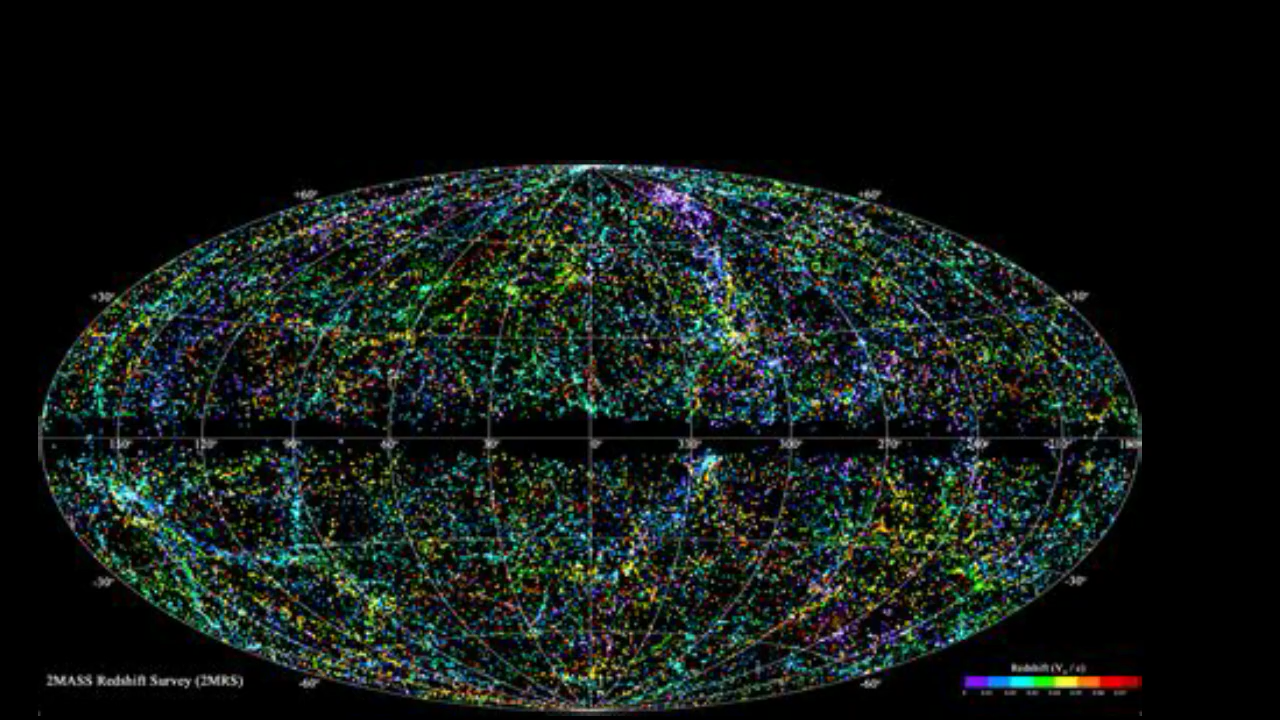 +60° +60°
+30° +30°
150° 120° 90° 60° 30° 0° 330° 300° 270° 240° 210° 180°
-30° -30°
Redshift (V / c)
2MASS Redshift Survey (2MRS) -60° -60°